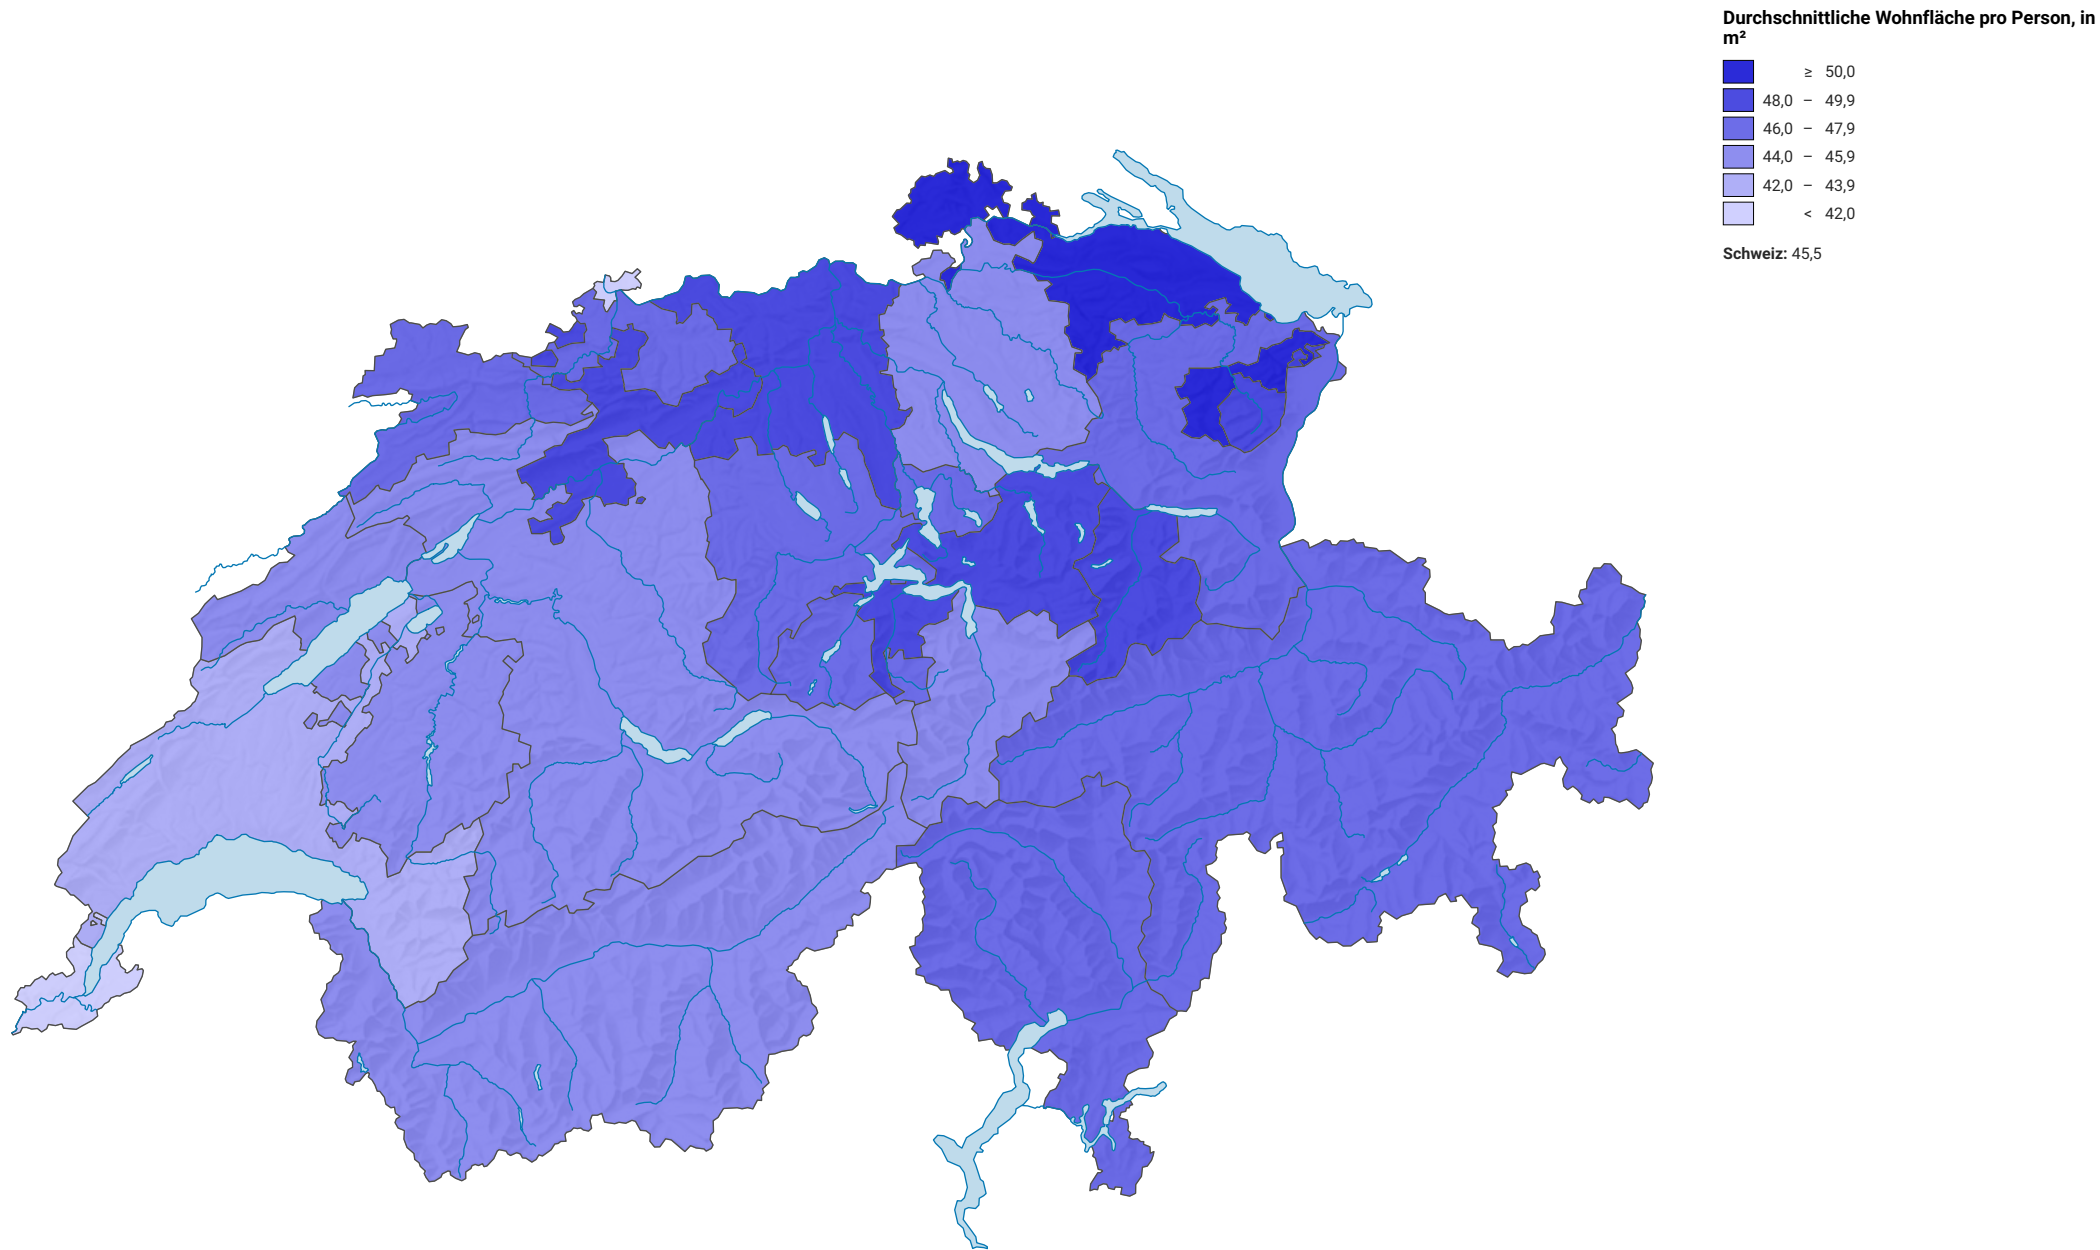 Durchschnittliche Wohnfläche pro Person, in
m²
≥ 50,0
48,0 – 49,9
46,0 – 47,9
44,0 – 45,9
42,0 – 43,9
< 42,0
Schweiz: 45,5